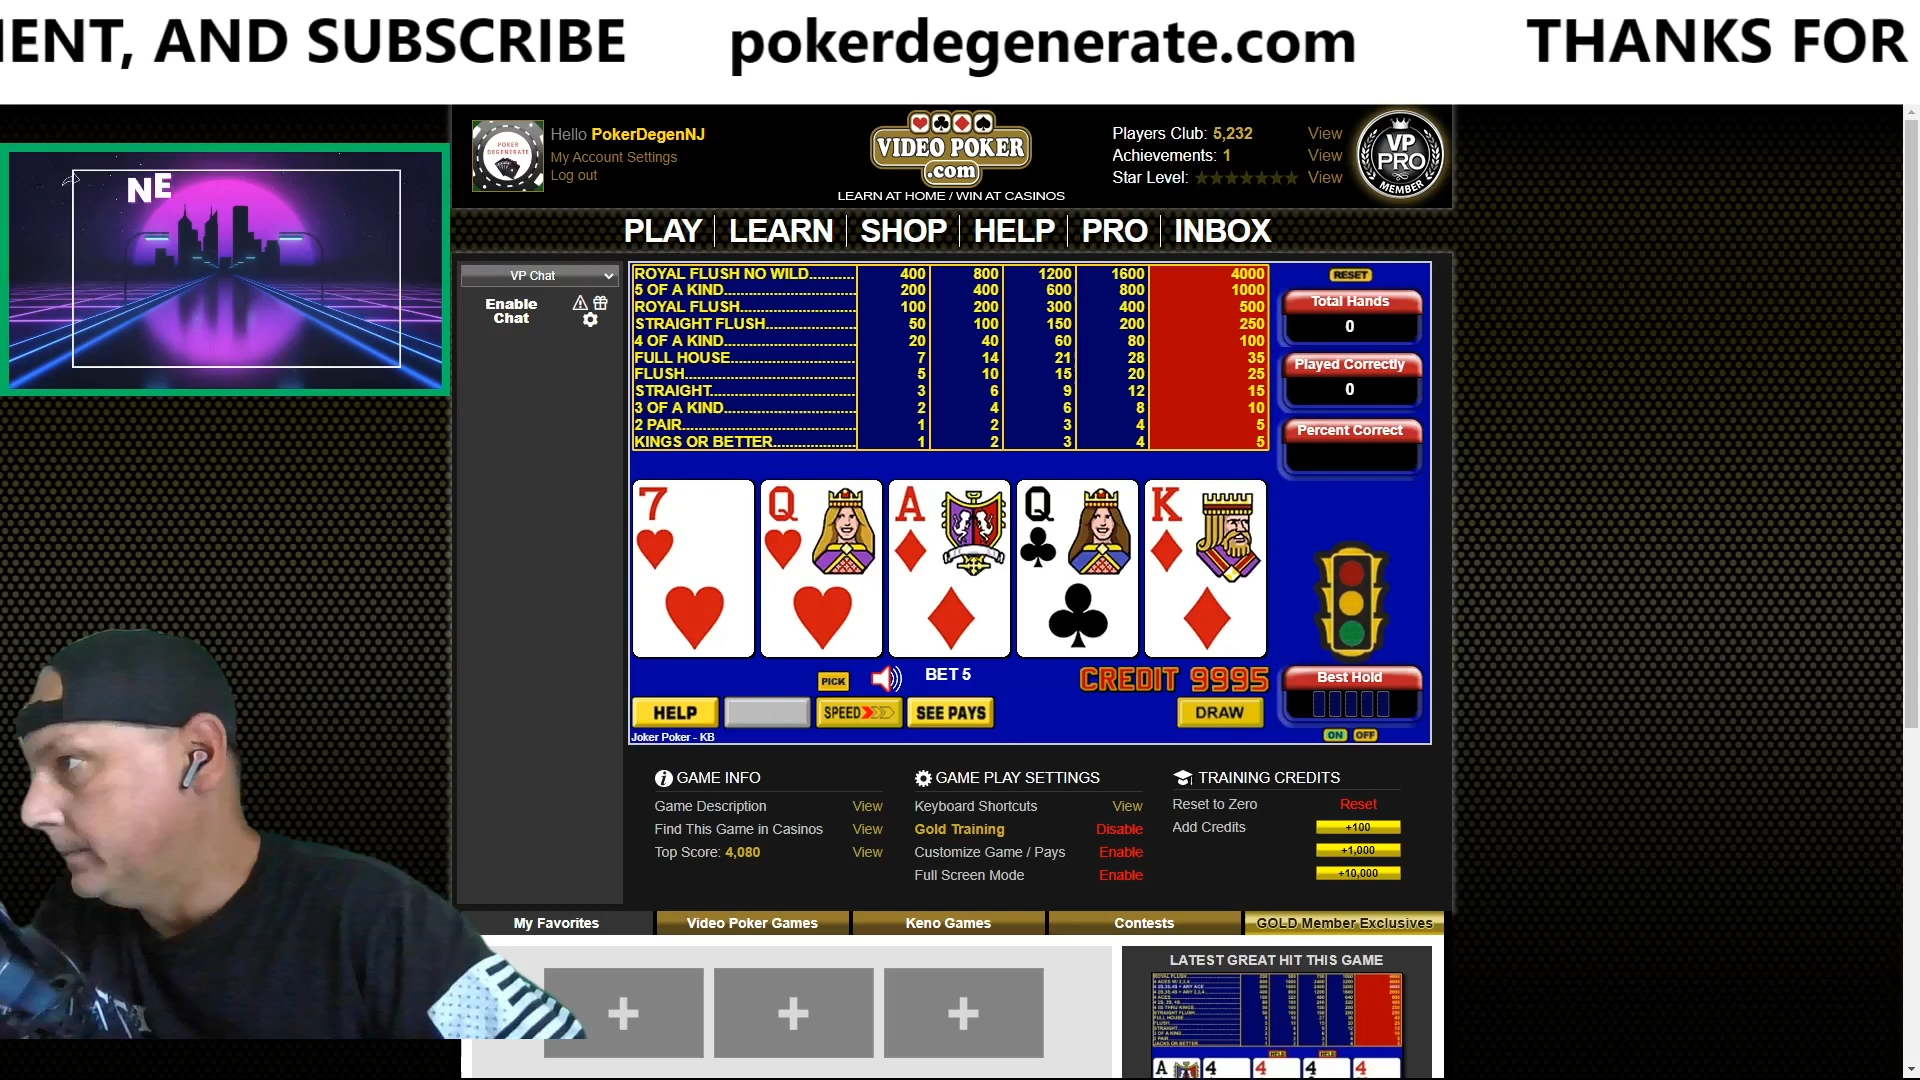 IENT, AND SUBSCRIBE pokerdegenerate.com THANKS FOR
NE
POKER
DEGENERATE
Hello PokerDegenNJ
My Account Settings
Log out
VIDEO POKER
.com
LEARN AT HOME / WIN AT CASINOS
Players Club: 5,232 View
Achievements: 1 View
Star Level: View
VP
PRO
MEMBER
PLAY LEARN SHOP HELP PRO INBOX
VP Chat
Enable
Chat
ROYAL FLUSH NO WILD 400 800 1200 1600 4000
5 OF A KIND 200 400 600 800 1000
ROYAL FLUSH 100 200 300 400 500
STRAIGHT FLUSH 50 100 150 200 250
4 OF A KIND 20 40 60 80 100
FULL HOUSE 7 14 21 28 35
FLUSH 5 10 15 20 25
STRAIGHT 3 6 9 12 15
3 OF A KIND 2 4 6 8 10
2 PAIR 1 2 3 4 5
KINGS OR BETTER 1 2 3 4 5
RESET
Total Hands
0
Played Correctly
0
Percent Correct
7 Q A Q K
PICK BET 5 CREDIT 9995
HELP SPEED SEE PAYS DRAW
Joker Poker - KB
Best Hold
ON OFF
GAME INFO
Game Description View
Find This Game in Casinos View
Top Score: 4,080 View
GAME PLAY SETTINGS
Keyboard Shortcuts View
Gold Training Disable
Customize Game / Pays Enable
Full Screen Mode Enable
TRAINING CREDITS
Reset to Zero Reset
Add Credits +100
+1,000
+10,000
My Favorites Video Poker Games Keno Games Contests GOLD Member Exclusives
LATEST GREAT HIT THIS GAME
A 4 4 4 4